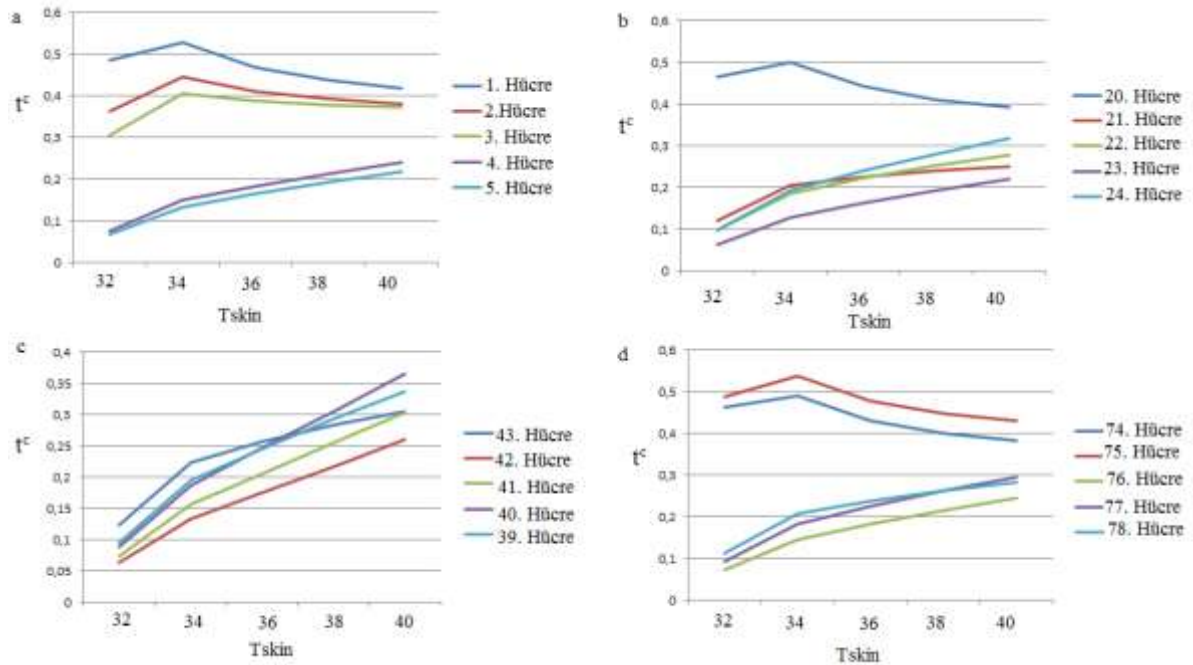 a
0,6
0,5
0,4
0,3
0,2
0,1
0
tᶜ
32 34 36 38 40
Tskin
1. Hücre
2.Hücre
3. Hücre
4. Hücre
5. Hücre
b
0,6
0,5
0,4
0,3
0,2
0,1
0
tᶜ
32 34 36 38 40
Tskin
20. Hücre
21. Hücre
22. Hücre
23. Hücre
24. Hücre
c
0,4
0,35
0,3
0,25
0,2
0,15
0,1
0,05
0
tᶜ
32 34 36 38 40
Tskin
43. Hücre
42. Hücre
41. Hücre
40. Hücre
39. Hücre
d
0,6
0,5
0,4
0,3
0,2
0,1
0
tᶜ
32 34 36 38 40
Tskin
74. Hücre
75. Hücre
76. Hücre
77. Hücre
78. Hücre